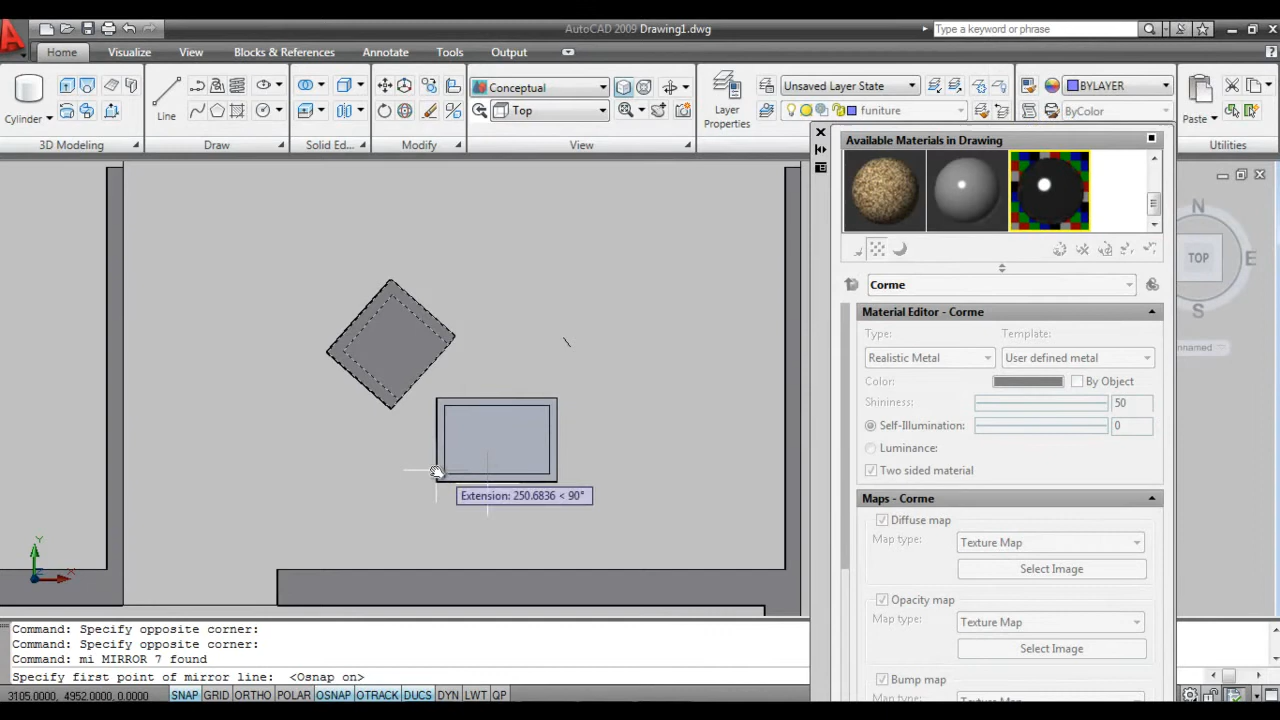 AutoCAD 2009 Drawing1.dwg
Type a keyword or phrase
Home Visualize View Blocks & References Annotate Tools Output
Conceptual
Unsaved Layer State
BYLAYER
Cylinder
Line
Top
Layer
Properties
funiture
ByColor
Paste
3D Modeling
Draw
Solid Ed...
Modify
View
Utilities
Available Materials in Drawing
N
TOP
E
S
nnamed
Corme
Material Editor - Corme
Type:
Template:
Realistic Metal
User defined metal
Color:
By Object
Shininess:
50
Self-Illumination:
0
Luminance:
Two sided material
Extension: 250.6836 < 90°
Maps - Corme
Diffuse map
Map type:
Texture Map
Select Image
Opacity map
Map type:
Texture Map
Select Image
Bump map
Y
X
Z
Command: Specify opposite corner:
Command: Specify opposite corner:
Command: mi MIRROR 7 found
Specify first point of mirror line:  <Osnap on>
3105.0000, 4952.0000, 0.0000
SNAP GRID ORTHO POLAR OSNAP OTRACK DUCS DYN LWT QP